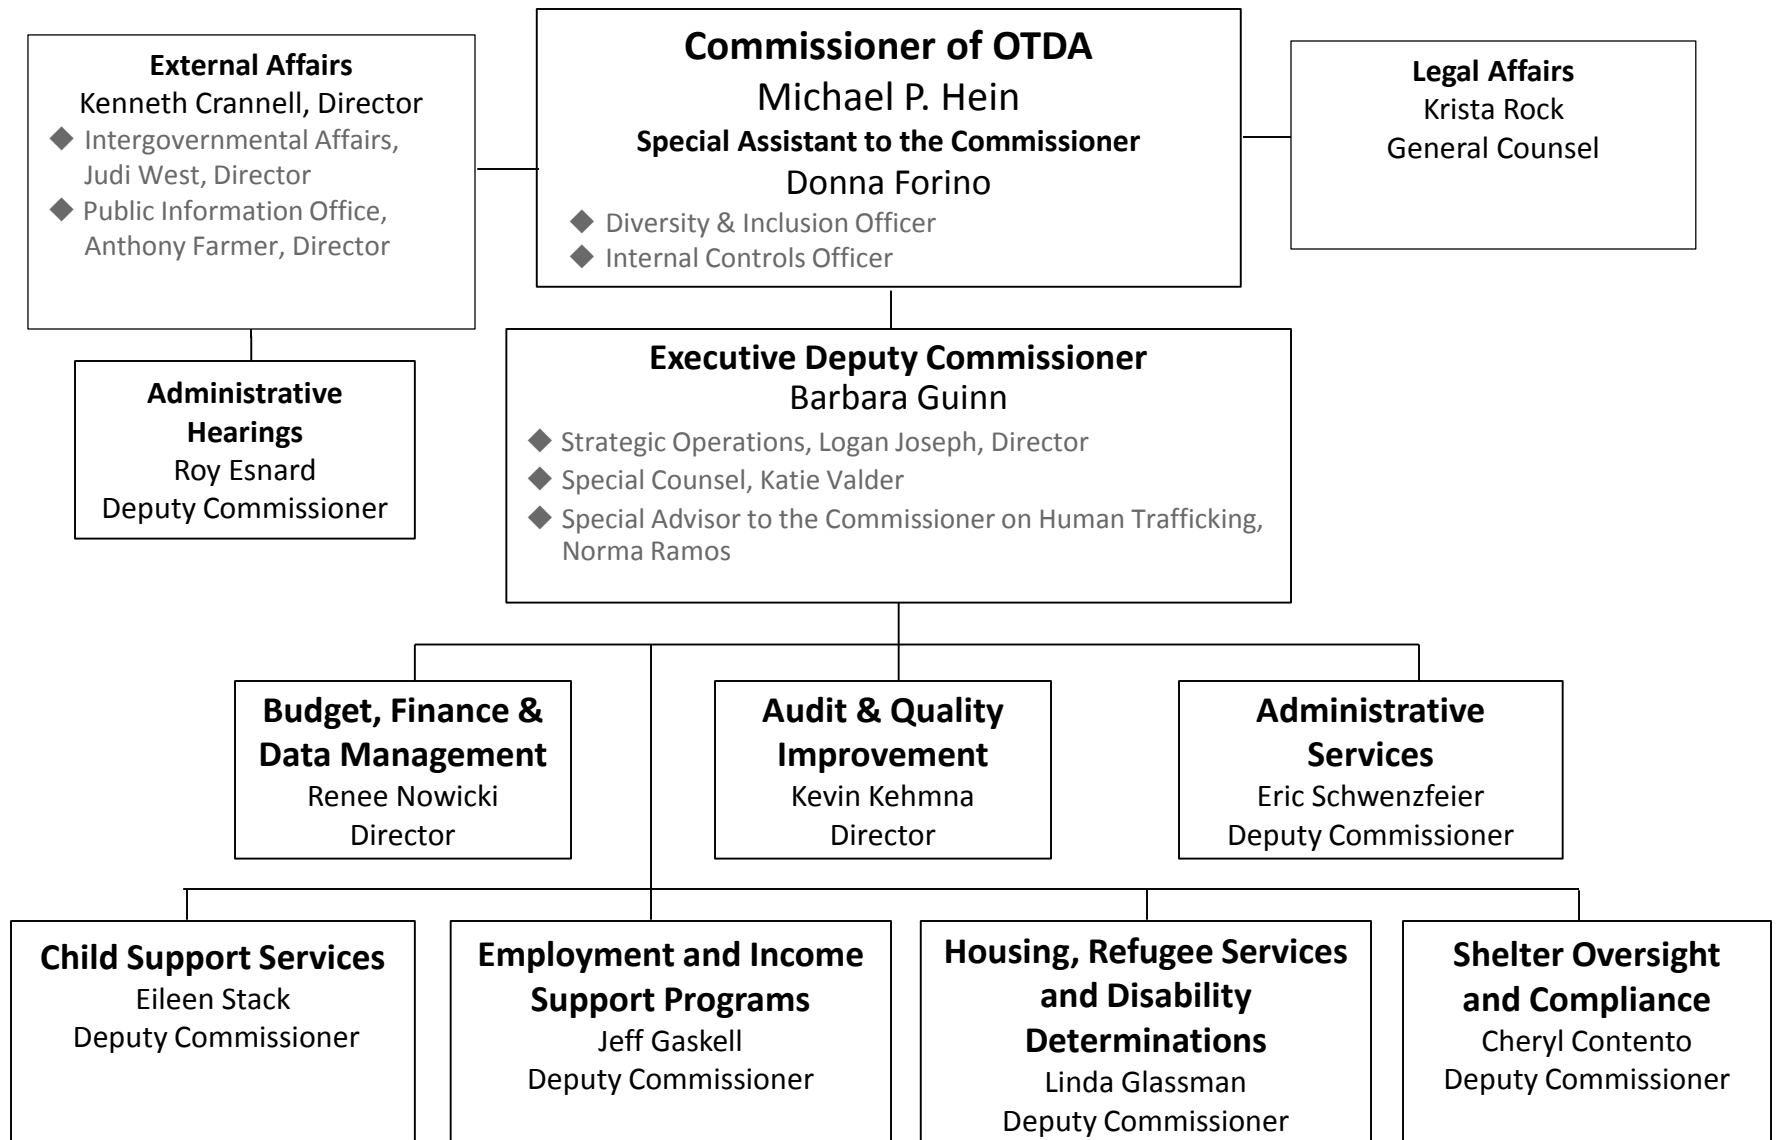 External Affairs
Kenneth Crannell, Director
◆ Intergovernmental Affairs,
Judi West, Director
◆ Public Information Office,
Anthony Farmer, Director
Commissioner of OTDA
Michael P. Hein
Special Assistant to the Commissioner
Donna Forino
◆ Diversity & Inclusion Officer
◆ Internal Controls Officer
Legal Affairs
Krista Rock
General Counsel
Administrative
Hearings
Roy Esnard
Deputy Commissioner
Executive Deputy Commissioner
Barbara Guinn
◆ Strategic Operations, Logan Joseph, Director
◆ Special Counsel, Katie Valder
◆ Special Advisor to the Commissioner on Human Trafficking,
Norma Ramos
Budget, Finance &
Data Management
Renee Nowicki
Director
Audit & Quality
Improvement
Kevin Kehmna
Director
Administrative
Services
Eric Schwenzfeier
Deputy Commissioner
Child Support Services
Eileen Stack
Deputy Commissioner
Employment and Income
Support Programs
Jeff Gaskell
Deputy Commissioner
Housing, Refugee Services
and Disability
Determinations
Linda Glassman
Deputy Commissioner
Shelter Oversight
and Compliance
Cheryl Contento
Deputy Commissioner